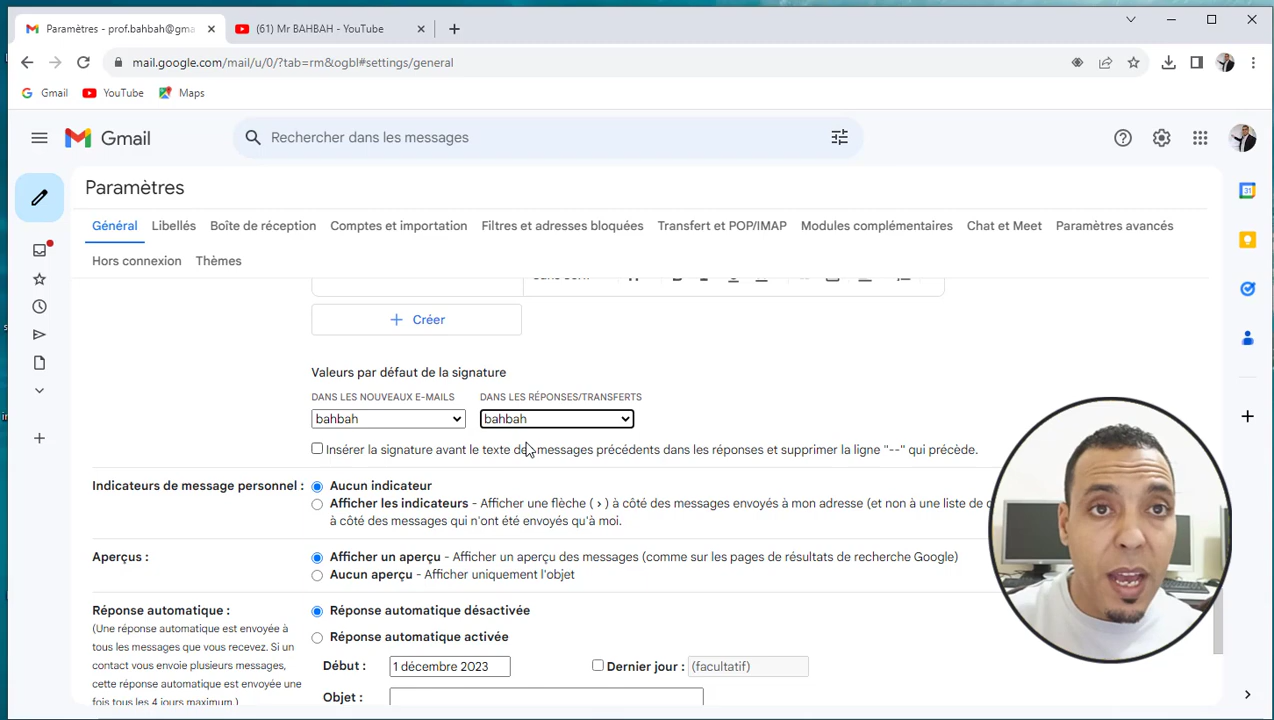 Paramètres - prof.bahbah@gma
(61) Mr BAHBAH - YouTube
mail.google.com/mail/u/0/?tab=rm&ogbl#settings/general
Gmail
YouTube
Maps
Gmail
Rechercher dans les messages
Paramètres
Général
Libellés
Boîte de réception
Comptes et importation
Filtres et adresses bloquées
Transfert et POP/IMAP
Modules complémentaires
Chat et Meet
Paramètres avancés
Hors connexion
Thèmes
Créer
Valeurs par défaut de la signature
DANS LES NOUVEAUX E-MAILS
DANS LES RÉPONSES/TRANSFERTS
bahbah
bahbah
Insérer la signature avant le texte des messages précédents dans les réponses et supprimer la ligne "--" qui précède.
Indicateurs de message personnel :
Aucun indicateur
Afficher les indicateurs - Afficher une flèche ( › ) à côté des messages envoyés à mon adresse (et non à une liste de
à côté des messages qui n'ont été envoyés qu'à moi.
Aperçus :
Afficher un aperçu - Afficher un aperçu des messages (comme sur les pages de résultats de recherche Google)
Aucun aperçu - Afficher uniquement l'objet
Réponse automatique :
(Une réponse automatique est envoyée à
tous les messages que vous recevez. Si un
contact vous envoie plusieurs messages,
cette réponse automatique est envoyée une
fois tous les 4 jours maximum.)
Réponse automatique désactivée
Réponse automatique activée
Début :
1 décembre 2023
Dernier jour :
(facultatif)
Objet :
31